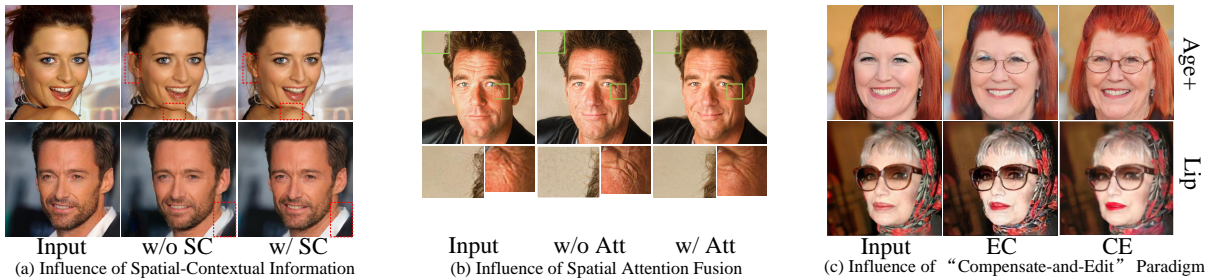 Input
w/o SC
w/ SC
(a) Influence of Spatial-Contextual Information
Input
w/o Att
w/ Att
(b) Influence of Spatial Attention Fusion
Age+
Lip
Input
EC
CE
(c) Influence of “Compensate-and-Edit” Paradigm